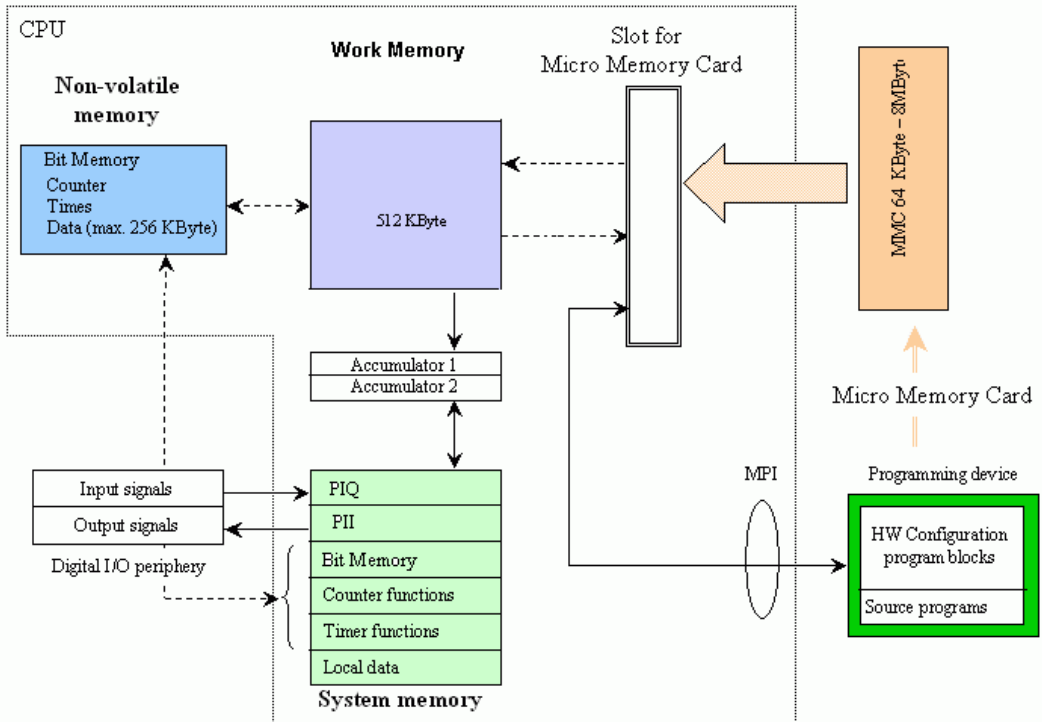 CPU
Work Memory
Slot for
Micro Memory Card
Non-volatile
memory
Bit Memory
Counter
Times
Data (max. 256 KByte)
512 KByte
MMC 64 KByte – 8MByt
Accumulator 1
Accumulator 2
Micro Memory Card
Input signals
Output signals
Digital I/O periphery
PIQ
PII
Bit Memory
Counter functions
Timer functions
Local data
System memory
MPI
Programming device
HW Configuration
program blocks
Source programs